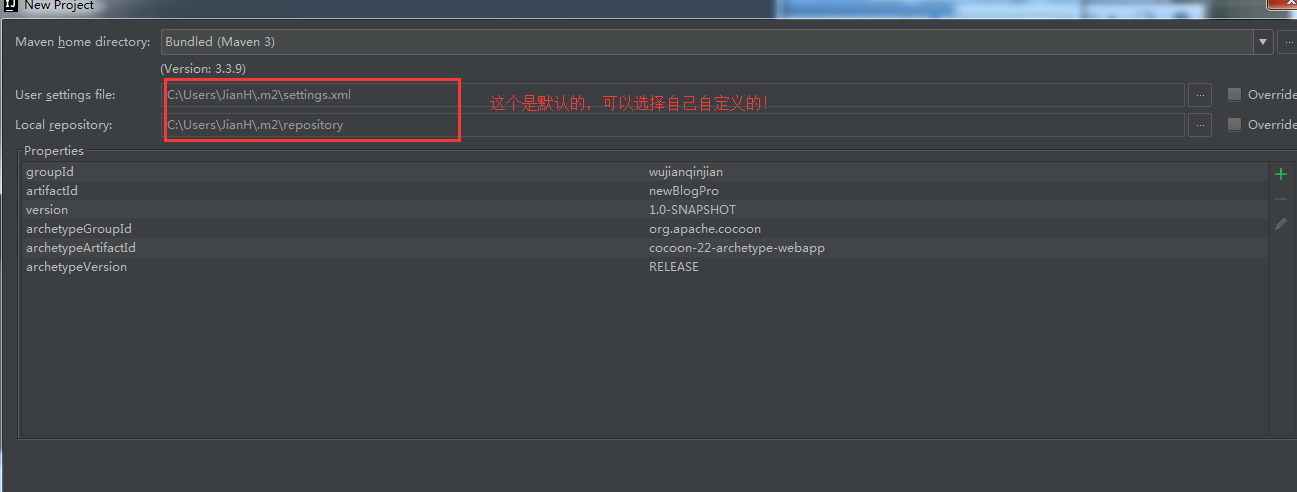 New Project
Maven home directory: Bundled (Maven 3) ...
(Version: 3.3.9)
User settings file: C:\Users\JianH\.m2\settings.xml ... Override
这个是默认的，可以选择自己自定义的！
Local repository: C:\Users\JianH\.m2\repository ... Override
Properties
groupId wujianqinjian
artifactId newBlogPro
version 1.0-SNAPSHOT
archetypeGroupId org.apache.cocoon
archetypeArtifactId cocoon-22-archetype-webapp
archetypeVersion RELEASE